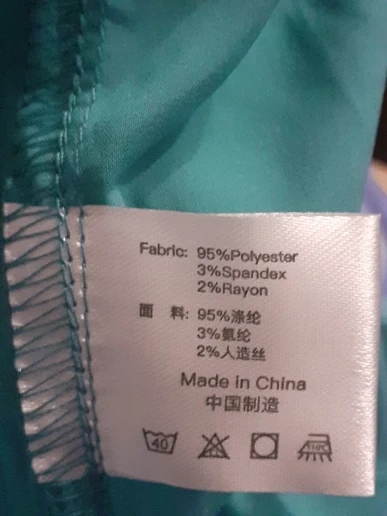 Fabric: 95%Polyester
3%Spandex
2%Rayon
面 料: 95%涤纶
3%氨纶
2%人造丝
Made in China
中国制造
40